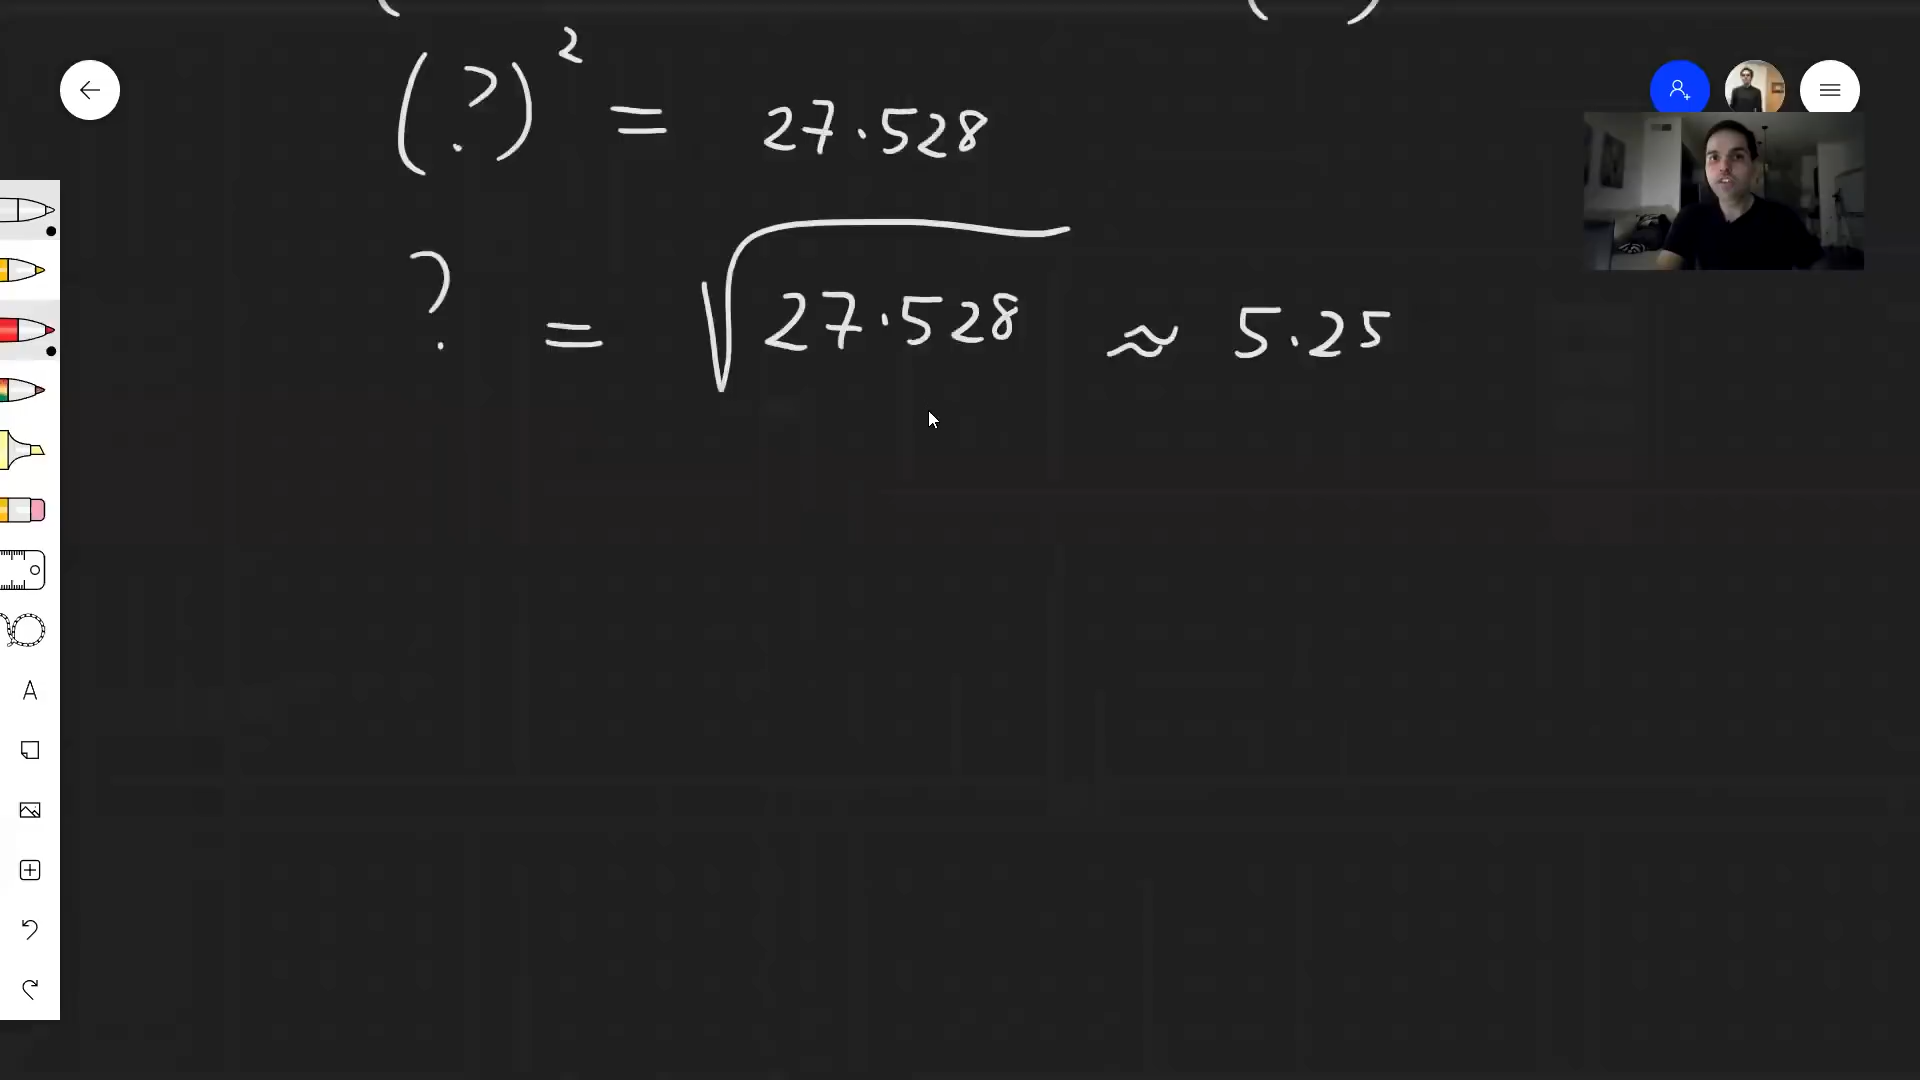 (?)² = 27.528
? = √27.528 ≈ 5.25
A